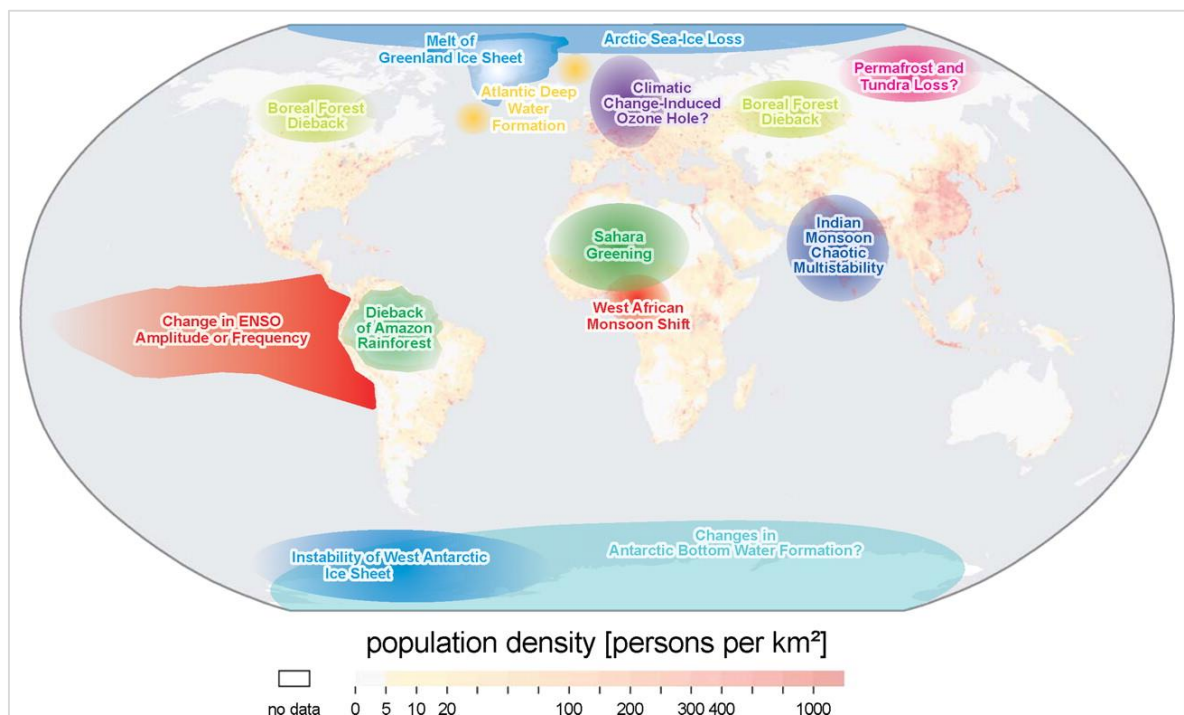 Melt of
Greenland Ice Sheet
Arctic Sea-Ice Loss
Atlantic Deep
Water
Formation
Climatic
Change-Induced
Ozone Hole?
Permafrost and
Tundra Loss?
Boreal Forest
Dieback
Boreal Forest
Dieback
Sahara
Greening
Indian
Monsoon
Chaotic
Multistability
West African
Monsoon Shift
Change in ENSO
Amplitude or Frequency
Dieback
of Amazon
Rainforest
Instability of West Antarctic
Ice Sheet
Changes in
Antarctic Bottom Water Formation?
population density [persons per km²]
no data
0 5 10 20 100 200 300 400 1000